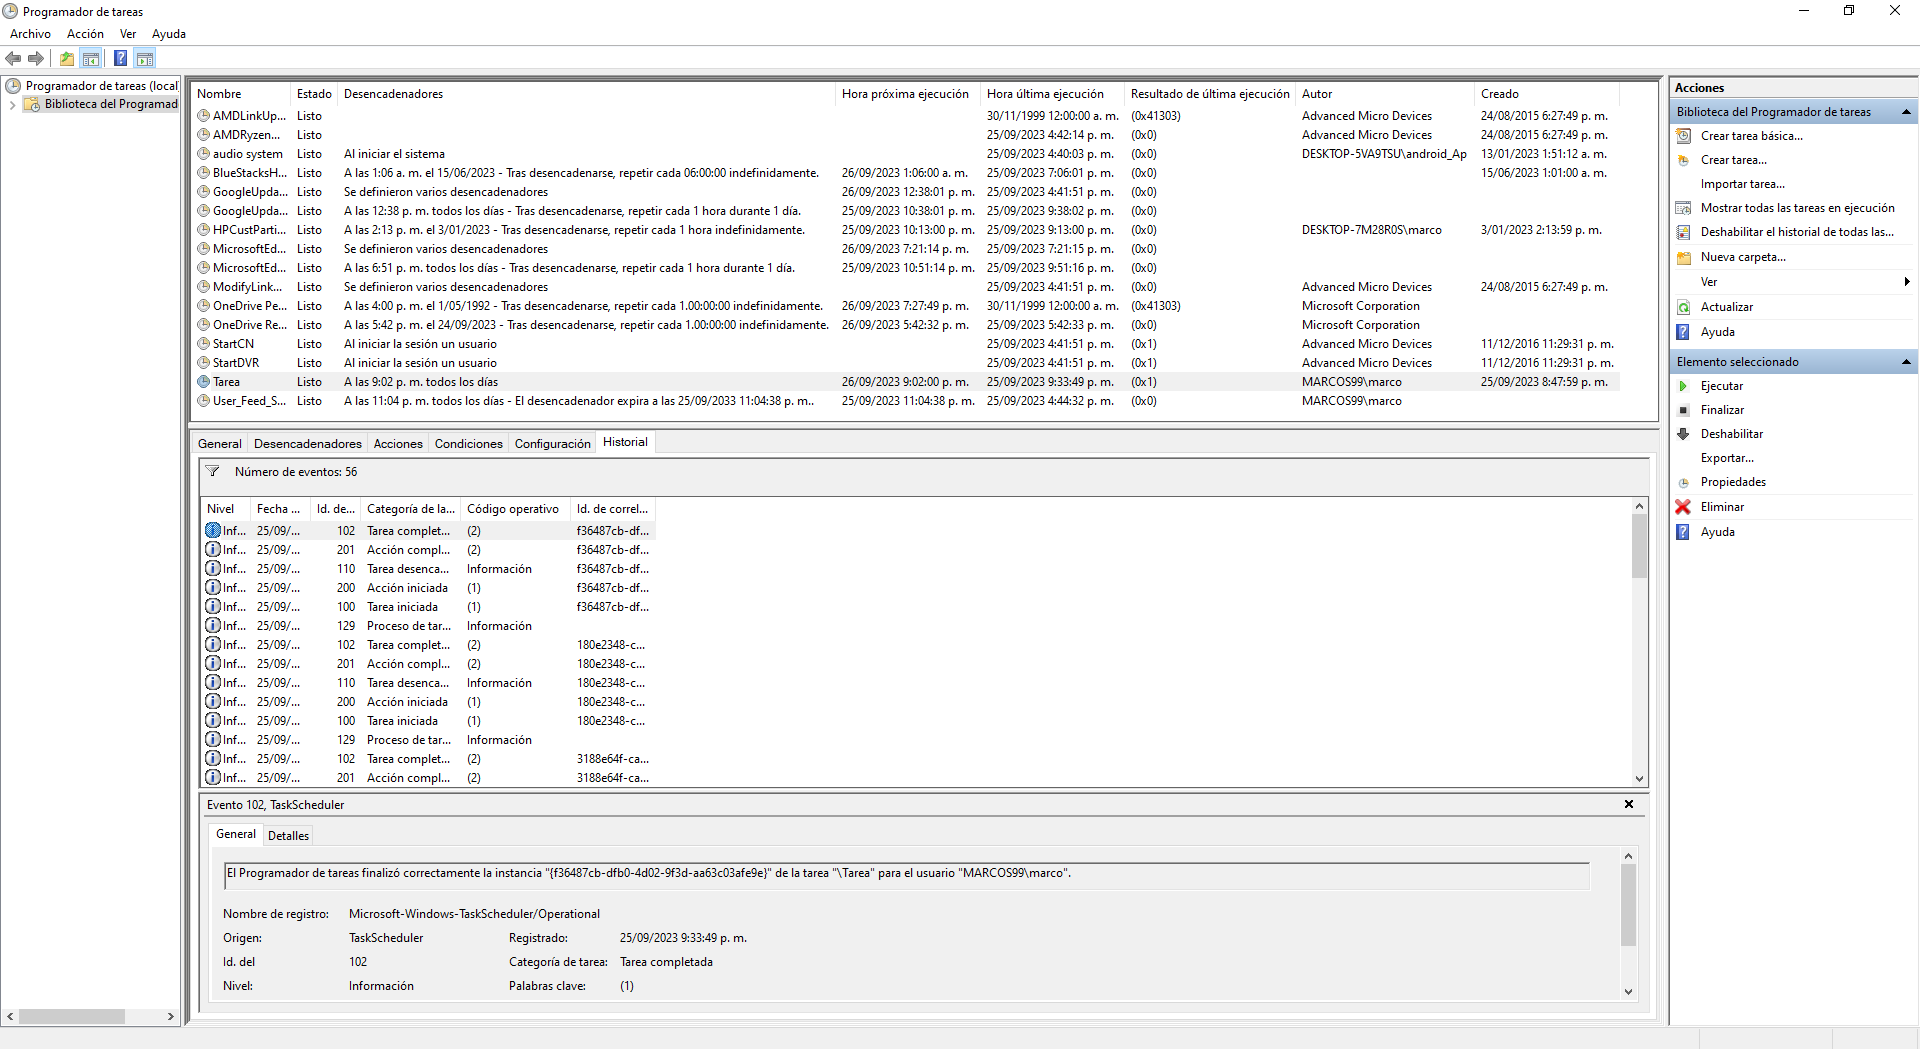 Programador de tareas
Archivo Acción Ver Ayuda
Programador de tareas (local)
Biblioteca del Programad
Nombre Estado Desencadenadores Hora próxima ejecución Hora última ejecución Resultado de última ejecución Autor Creado
AMDLinkUp... Listo 30/11/1999 12:00:00 a. m. (0x41303) Advanced Micro Devices 24/08/2015 6:27:49 p. m.
AMDRyzen... Listo 25/09/2023 4:42:14 p. m. (0x0) Advanced Micro Devices 24/08/2015 6:27:49 p. m.
audio system Listo Al iniciar el sistema 25/09/2023 4:40:03 p. m. (0x0) DESKTOP-5VA9TSU\android_Ap 13/01/2023 1:51:12 a. m.
BlueStacksH... Listo A las 1:06 a. m. el 15/06/2023 - Tras desencadenarse, repetir cada 06:00:00 indefinidamente. 26/09/2023 1:06:00 a. m. 25/09/2023 7:06:01 p. m. (0x0) 15/06/2023 1:01:00 a. m.
GoogleUpda... Listo Se definieron varios desencadenadores 26/09/2023 12:38:01 p. m. 25/09/2023 4:41:51 p. m. (0x0)
GoogleUpda... Listo A las 12:38 p. m. todos los días - Tras desencadenarse, repetir cada 1 hora durante 1 día. 25/09/2023 10:38:01 p. m. 25/09/2023 9:38:02 p. m. (0x0)
HPCustParti... Listo A las 2:13 p. m. el 3/01/2023 - Tras desencadenarse, repetir cada 1 hora indefinidamente. 25/09/2023 10:13:00 p. m. 25/09/2023 9:13:00 p. m. (0x0) DESKTOP-7M28R0S\marco 3/01/2023 2:13:59 p. m.
MicrosoftEd... Listo Se definieron varios desencadenadores 26/09/2023 7:21:14 p. m. 25/09/2023 7:21:15 p. m. (0x0)
MicrosoftEd... Listo A las 6:51 p. m. todos los días - Tras desencadenarse, repetir cada 1 hora durante 1 día. 25/09/2023 10:51:14 p. m. 25/09/2023 9:51:16 p. m. (0x0)
ModifyLink... Listo Se definieron varios desencadenadores 25/09/2023 4:41:51 p. m. (0x0) Advanced Micro Devices 24/08/2015 6:27:49 p. m.
OneDrive Pe... Listo A las 4:00 p. m. el 1/05/1992 - Tras desencadenarse, repetir cada 1.00:00:00 indefinidamente. 26/09/2023 7:27:49 p. m. 30/11/1999 12:00:00 a. m. (0x41303) Microsoft Corporation
OneDrive Re... Listo A las 5:42 p. m. el 24/09/2023 - Tras desencadenarse, repetir cada 1.00:00:00 indefinidamente. 26/09/2023 5:42:32 p. m. 25/09/2023 5:42:33 p. m. (0x0) Microsoft Corporation
StartCN Listo Al iniciar la sesión un usuario 25/09/2023 4:41:51 p. m. (0x1) Advanced Micro Devices 11/12/2016 11:29:31 p. m.
StartDVR Listo Al iniciar la sesión un usuario 25/09/2023 4:41:51 p. m. (0x1) Advanced Micro Devices 11/12/2016 11:29:31 p. m.
Tarea Listo A las 9:02 p. m. todos los días 26/09/2023 9:02:00 p. m. 25/09/2023 9:33:49 p. m. (0x1) MARCOS99\marco 25/09/2023 8:47:59 p. m.
User_Feed_S... Listo A las 11:04 p. m. todos los días - El desencadenador expira a las 25/09/2033 11:04:38 p. m.. 25/09/2023 11:04:38 p. m. 25/09/2023 4:44:32 p. m. (0x0) MARCOS99\marco
General Desencadenadores Acciones Condiciones Configuración Historial
Número de eventos: 56
Nivel Fecha ... Id. de... Categoría de la... Código operativo Id. de correl...
Inf... 25/09/... 102 Tarea complet... (2) f36487cb-df...
Inf... 25/09/... 201 Acción compl... (2) f36487cb-df...
Inf... 25/09/... 110 Tarea desenca... Información f36487cb-df...
Inf... 25/09/... 200 Acción iniciada (1) f36487cb-df...
Inf... 25/09/... 100 Tarea iniciada (1) f36487cb-df...
Inf... 25/09/... 129 Proceso de tar... Información
Inf... 25/09/... 102 Tarea complet... (2) 180e2348-c...
Inf... 25/09/... 201 Acción compl... (2) 180e2348-c...
Inf... 25/09/... 110 Tarea desenca... Información 180e2348-c...
Inf... 25/09/... 200 Acción iniciada (1) 180e2348-c...
Inf... 25/09/... 100 Tarea iniciada (1) 180e2348-c...
Inf... 25/09/... 129 Proceso de tar... Información
Inf... 25/09/... 102 Tarea complet... (2) 3188e64f-ca...
Inf... 25/09/... 201 Acción compl... (2) 3188e64f-ca...
Evento 102, TaskScheduler
General Detalles
El Programador de tareas finalizó correctamente la instancia "{f36487cb-dfb0-4d02-9f3d-aa63c03afe9e}" de la tarea "\Tarea" para el usuario "MARCOS99\marco".
Nombre de registro: Microsoft-Windows-TaskScheduler/Operational
Origen: TaskScheduler Registrado: 25/09/2023 9:33:49 p. m.
Id. del 102 Categoría de tarea: Tarea completada
Nivel: Información Palabras clave: (1)
Acciones
Biblioteca del Programador de tareas
Crear tarea básica...
Crear tarea...
Importar tarea...
Mostrar todas las tareas en ejecución
Deshabilitar el historial de todas las...
Nueva carpeta...
Ver
Actualizar
Ayuda
Elemento seleccionado
Ejecutar
Finalizar
Deshabilitar
Exportar...
Propiedades
Eliminar
Ayuda